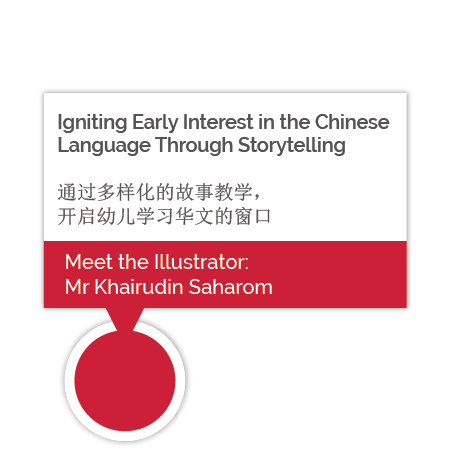 Igniting Early Interest in the Chinese
Language Through Storytelling
通过多样化的故事教学，
开启幼儿学习华文的窗口
Meet the Illustrator:
Mr Khairudin Saharom